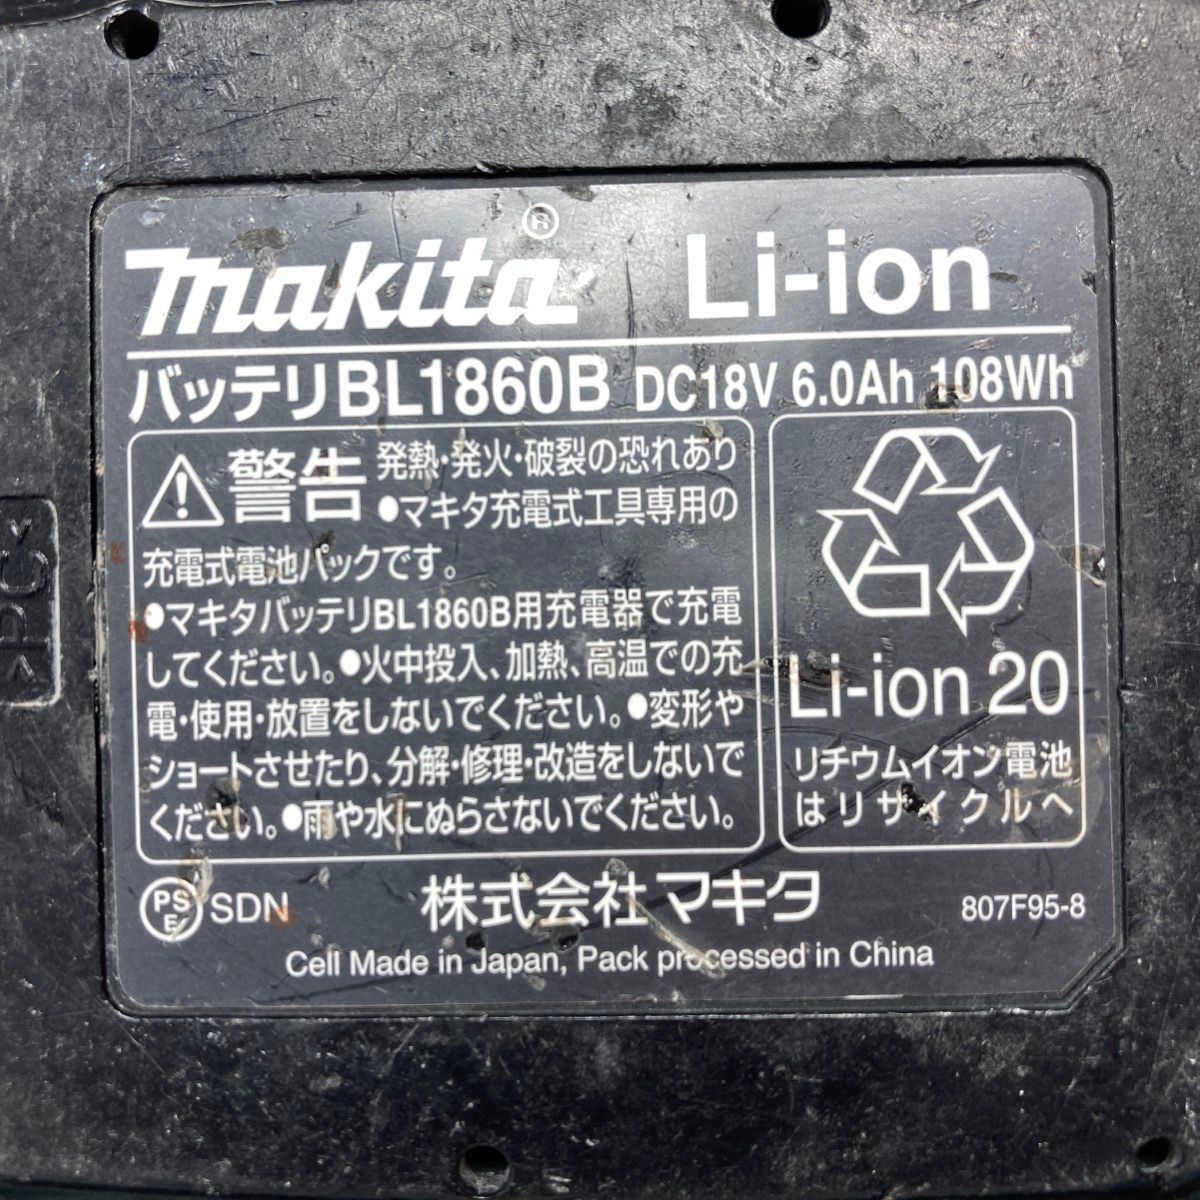 makita® Li-ion
バッテリBL1860B DC18V 6.0Ah 108Wh
警告 発熱・発火・破裂の恐れあり
●マキタ充電式工具専用の
充電式電池パックです。
●マキタバッテリBL1860B用充電器で充電
してください。●火中投入、加熱、高温での充
電・使用・放置をしないでください。●変形や
ショートさせたり、分解・修理・改造をしないで
ください。●雨や水にぬらさないでください。
Li-ion 20
リチウムイオン電池
はリサイクルへ
PS
E
SDN
株式会社マキタ
807F95-8
Cell Made in Japan, Pack processed in China